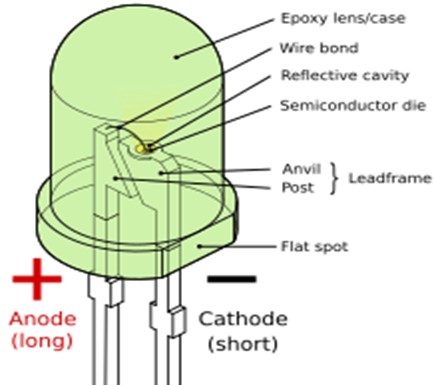 Epoxy lens/case
Wire bond
Reflective cavity
Semiconductor die
Anvil
Post
Leadframe
Flat spot
+
Anode
(long)
−
Cathode
(short)